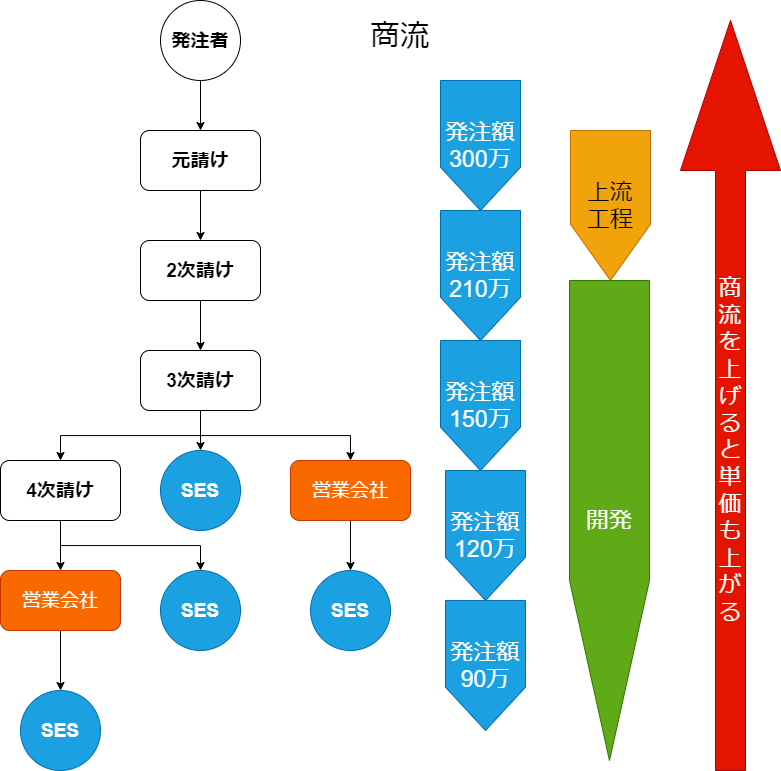 発注者
商流
元請け
2次請け
3次請け
4次請け
SES
営業会社
営業会社
SES
SES
SES
発注額
300万
発注額
210万
発注額
150万
発注額
120万
発注額
90万
上流
工程
開発
商流を上げると単価も上がる